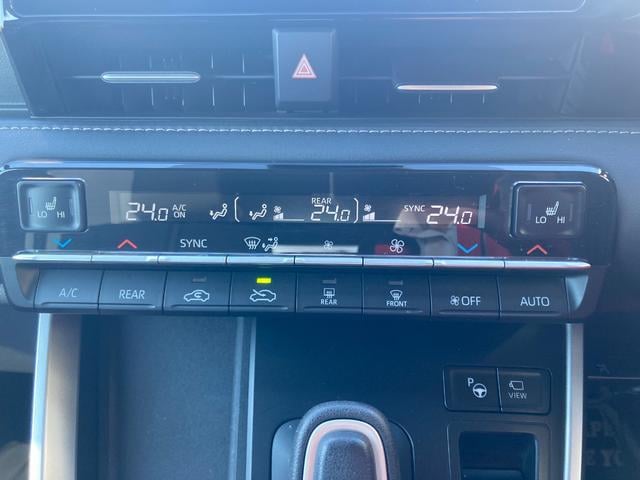 REAR
24.0 A/C ON 24.0 SYNC 24.0
LO HI LO HI
SYNC
A/C REAR REAR FRONT OFF AUTO
P VIEW